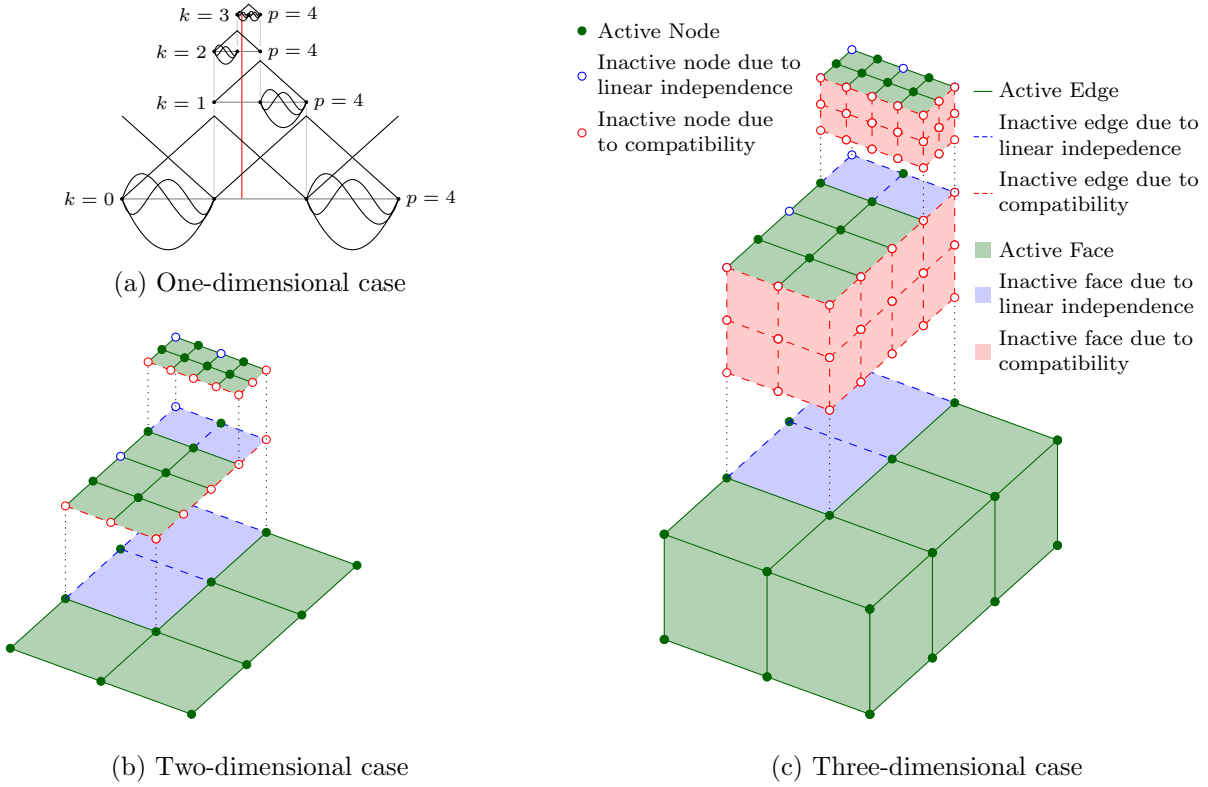 k = 3
p = 4
k = 2
p = 4
k = 1
p = 4
k = 0
p = 4
(a) One-dimensional case
Active Node
Inactive node due to
linear independence
Inactive node due
to compatibility
Active Edge
Inactive edge due to
linear indepedence
Inactive edge due to
compatibility
Active Face
Inactive face due to
linear independence
Inactive face due to
compatibility
(b) Two-dimensional case
(c) Three-dimensional case